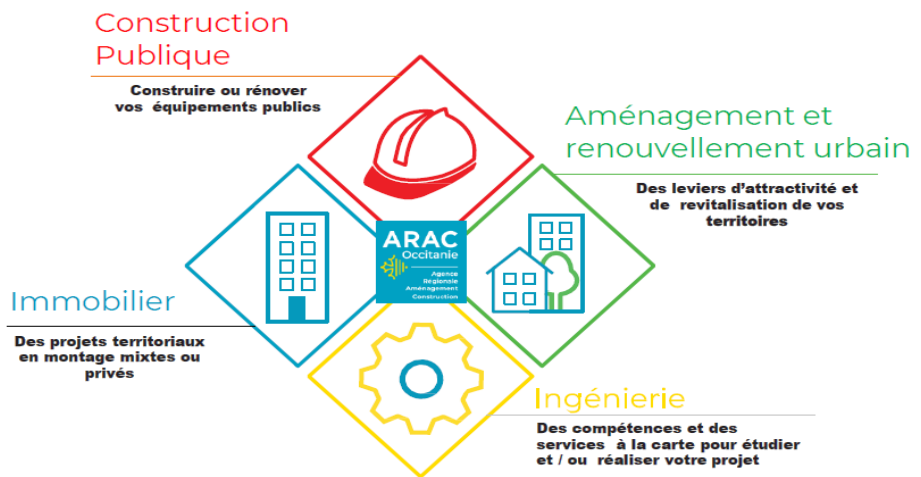 Construction
Publique
Construire ou rénover
vos équipements publics
Aménagement et
renouvellement urbain
Des leviers d'attractivité et
de revitalisation de vos
territoires
ARAC
Occitanie
Agence
Régionale
Aménagement
Construction
Immobilier
Des projets territoriaux
en montage mixtes ou
privés
Ingénierie
Des compétences et des
services à la carte pour étudier
et / ou réaliser votre projet